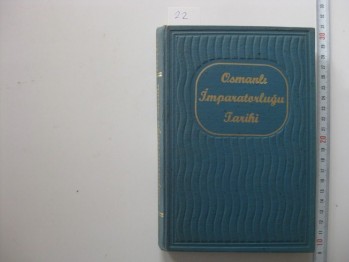 22
Osmanlı
İmparatorluğu
Tarihi